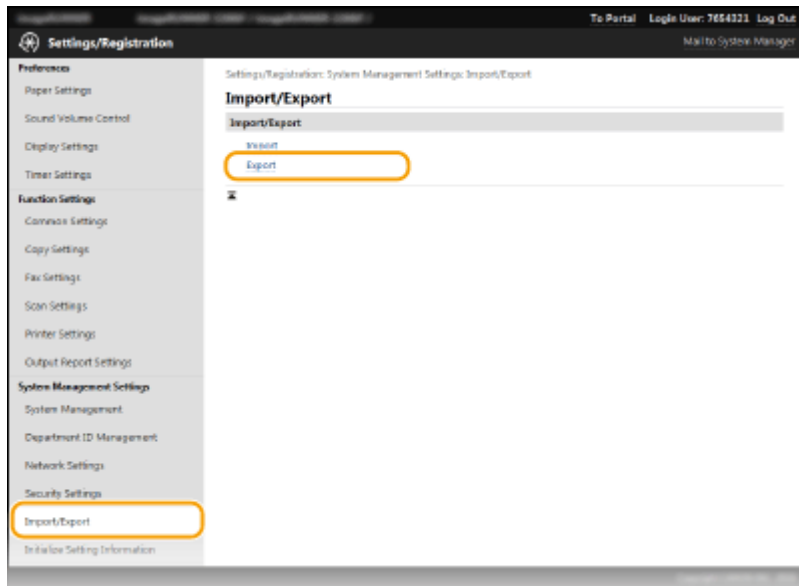 To Portal Login User: 7654321 Log Out
Settings/Registration
Mail to System Manager
Preferences
Paper Settings
Sound Volume Control
Display Settings
Timer Settings
Function Settings
Common Settings
Copy Settings
Fax Settings
Scan Settings
Printer Settings
Output Report Settings
System Management Settings
System Management
Department ID Management
Network Settings
Security Settings
Import/Export
Initialize Setting Information
Settings/Registration: System Management Settings: Import/Export
Import/Export
Import/Export
Import
Export